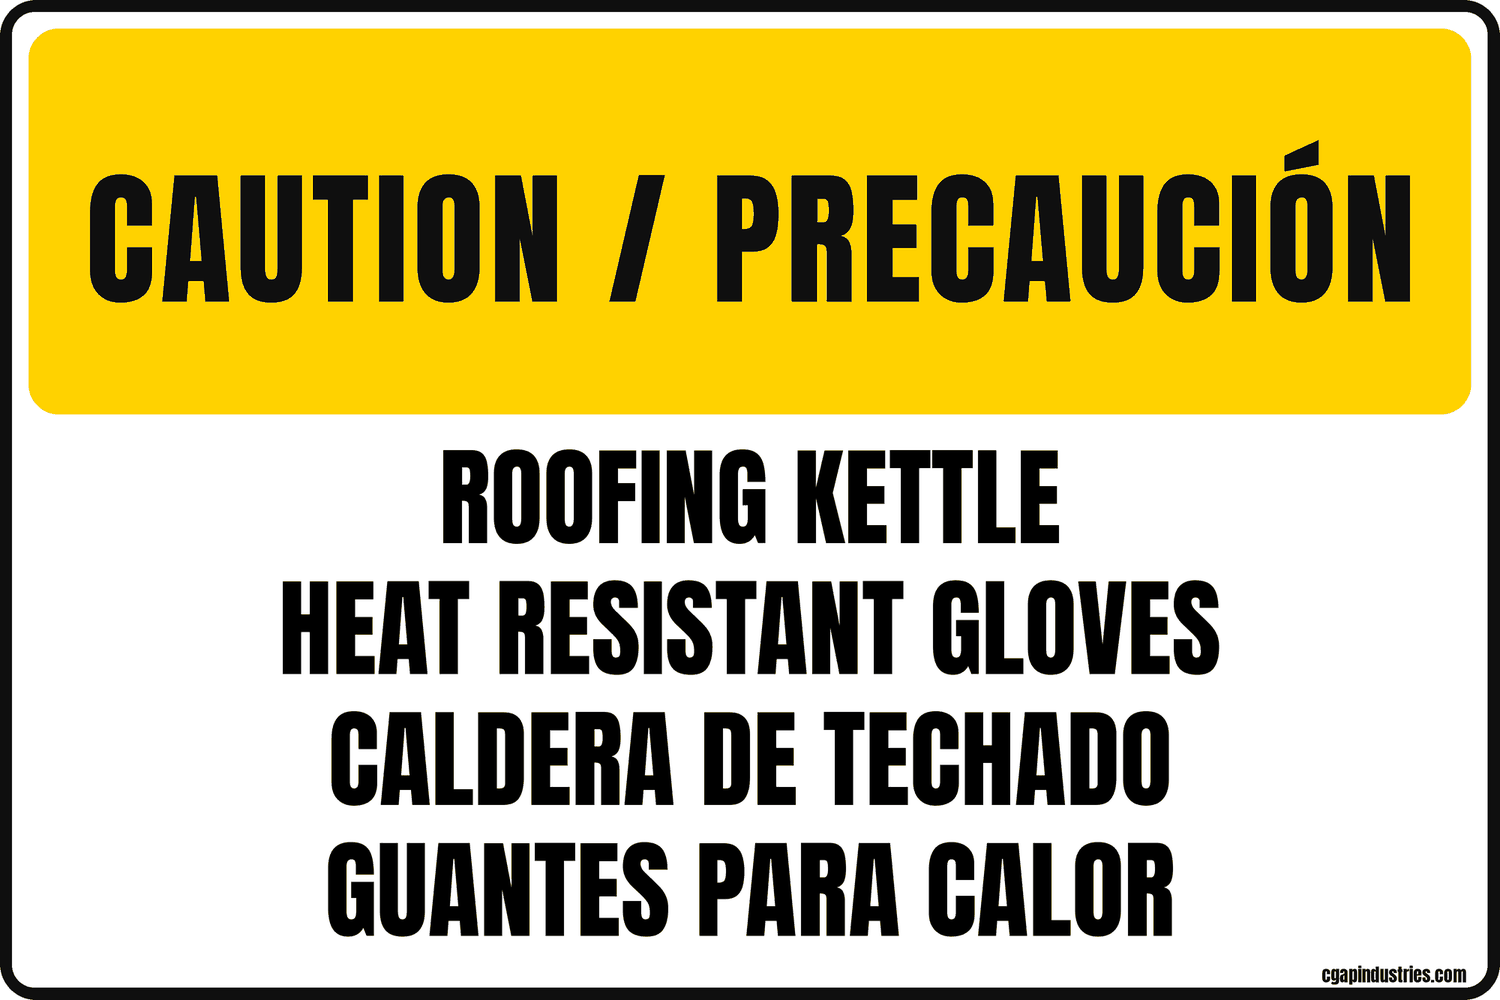 CAUTION / PRECAUCIÓN
ROOFING KETTLE
HEAT RESISTANT GLOVES
CALDERA DE TECHADO
GUANTES PARA CALOR
cgapindustries.com